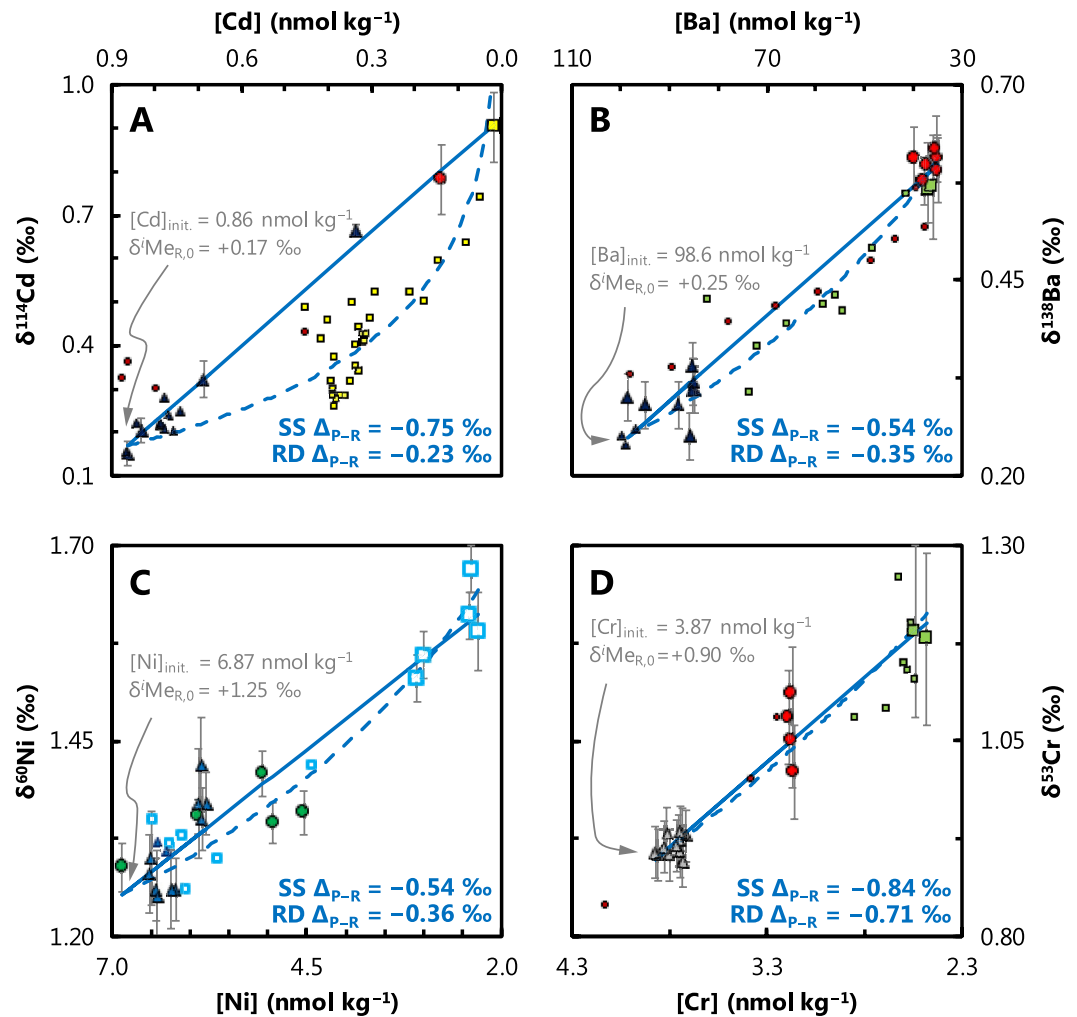 [Cd] (nmol kg⁻¹)
[Ba] (nmol kg⁻¹)
0.9 0.6 0.3 0.0
110 70 30
1.0
0.7
0.4
0.1
δ¹¹⁴Cd (‰)
A
[Cd]init. = 0.86 nmol kg⁻¹
δⁱMeR,0 = +0.17 ‰
SS ΔP–R = −0.75 ‰
RD ΔP–R = −0.23 ‰
B
[Ba]init. = 98.6 nmol kg⁻¹
δⁱMeR,0 = +0.25 ‰
SS ΔP–R = −0.54 ‰
RD ΔP–R = −0.35 ‰
0.70
0.45
0.20
δ¹³⁸Ba (‰)
1.70
1.45
1.20
δ⁶⁰Ni (‰)
C
[Ni]init. = 6.87 nmol kg⁻¹
δⁱMeR,0 = +1.25 ‰
SS ΔP–R = −0.54 ‰
RD ΔP–R = −0.36 ‰
D
[Cr]init. = 3.87 nmol kg⁻¹
δⁱMeR,0 = +0.90 ‰
SS ΔP–R = −0.84 ‰
RD ΔP–R = −0.71 ‰
1.30
1.05
0.80
δ⁵³Cr (‰)
7.0 4.5 2.0
4.3 3.3 2.3
[Ni] (nmol kg⁻¹)
[Cr] (nmol kg⁻¹)